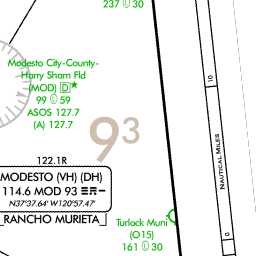 237 30
Modesto City-County-
Harry Sham Fld
(MOD) D★
99 59
ASOS 127.7
(A) 127.7
93
122.1R
MODESTO (VH) (DH)
114.6 MOD 93
N37°37.64' W120°57.47'
RANCHO MURIETA
Turlock Muni
(O15)
161 30
10
NAUTICAL MILES
0